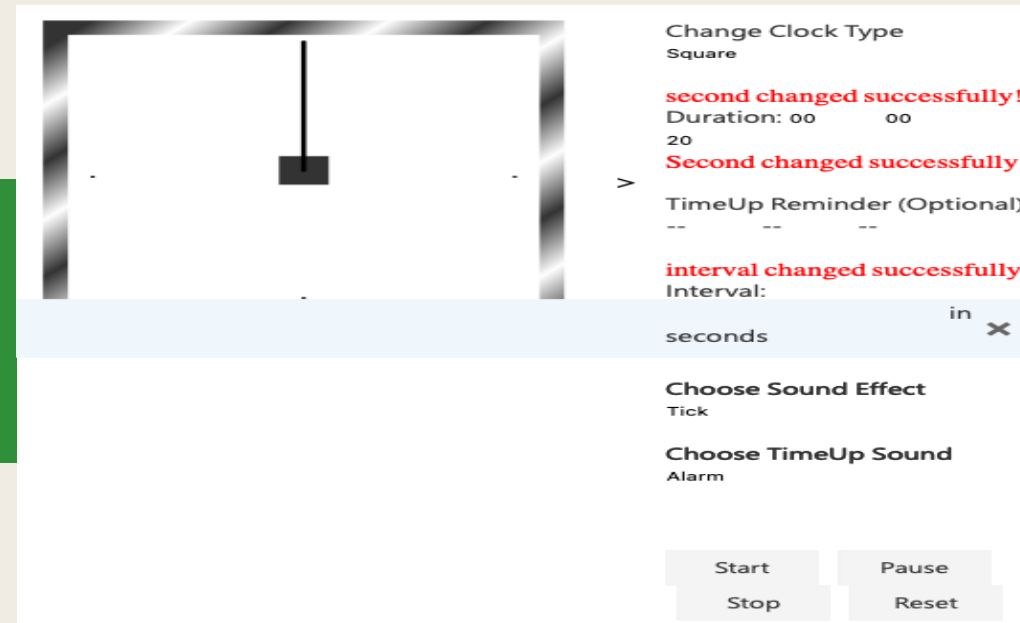 Change Clock Type
Square
second changed successfully!
Duration: 00 00
20
Second changed successfully
>
TimeUp Reminder (Optional)
-- -- --
interval changed successfully
Interval:
in
seconds
Choose Sound Effect
Tick
Choose TimeUp Sound
Alarm
Start Pause
Stop Reset